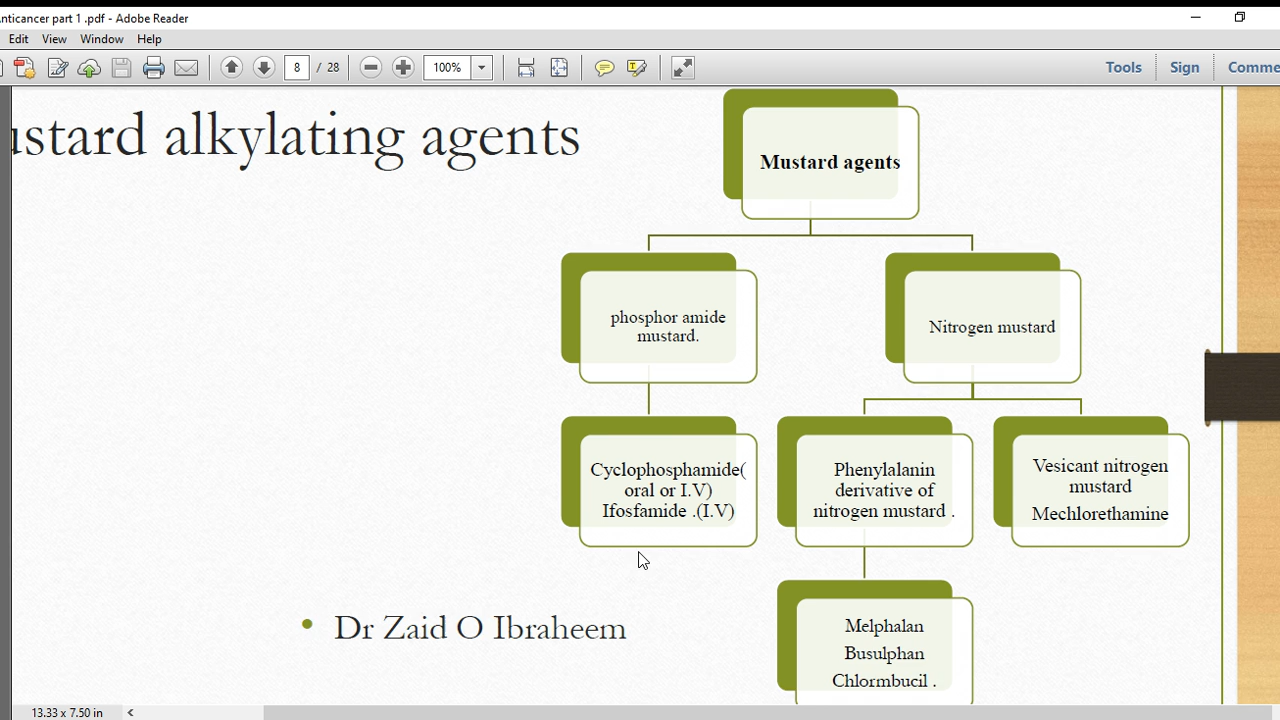 nticancer part 1 .pdf - Adobe Reader
Edit View Window Help
8 / 28 100% Tools Sign Comme
ustard alkylating agents
Mustard agents
phosphor amide
mustard.
Nitrogen mustard
Cyclophosphamide(
oral or I.V)
Ifosfamide .(I.V)
Phenylalanin
derivative of
nitrogen mustard .
Vesicant nitrogen
mustard
Mechlorethamine
Melphalan
Busulphan
Chlormbucil .
• Dr Zaid O Ibraheem
13.33 x 7.50 in